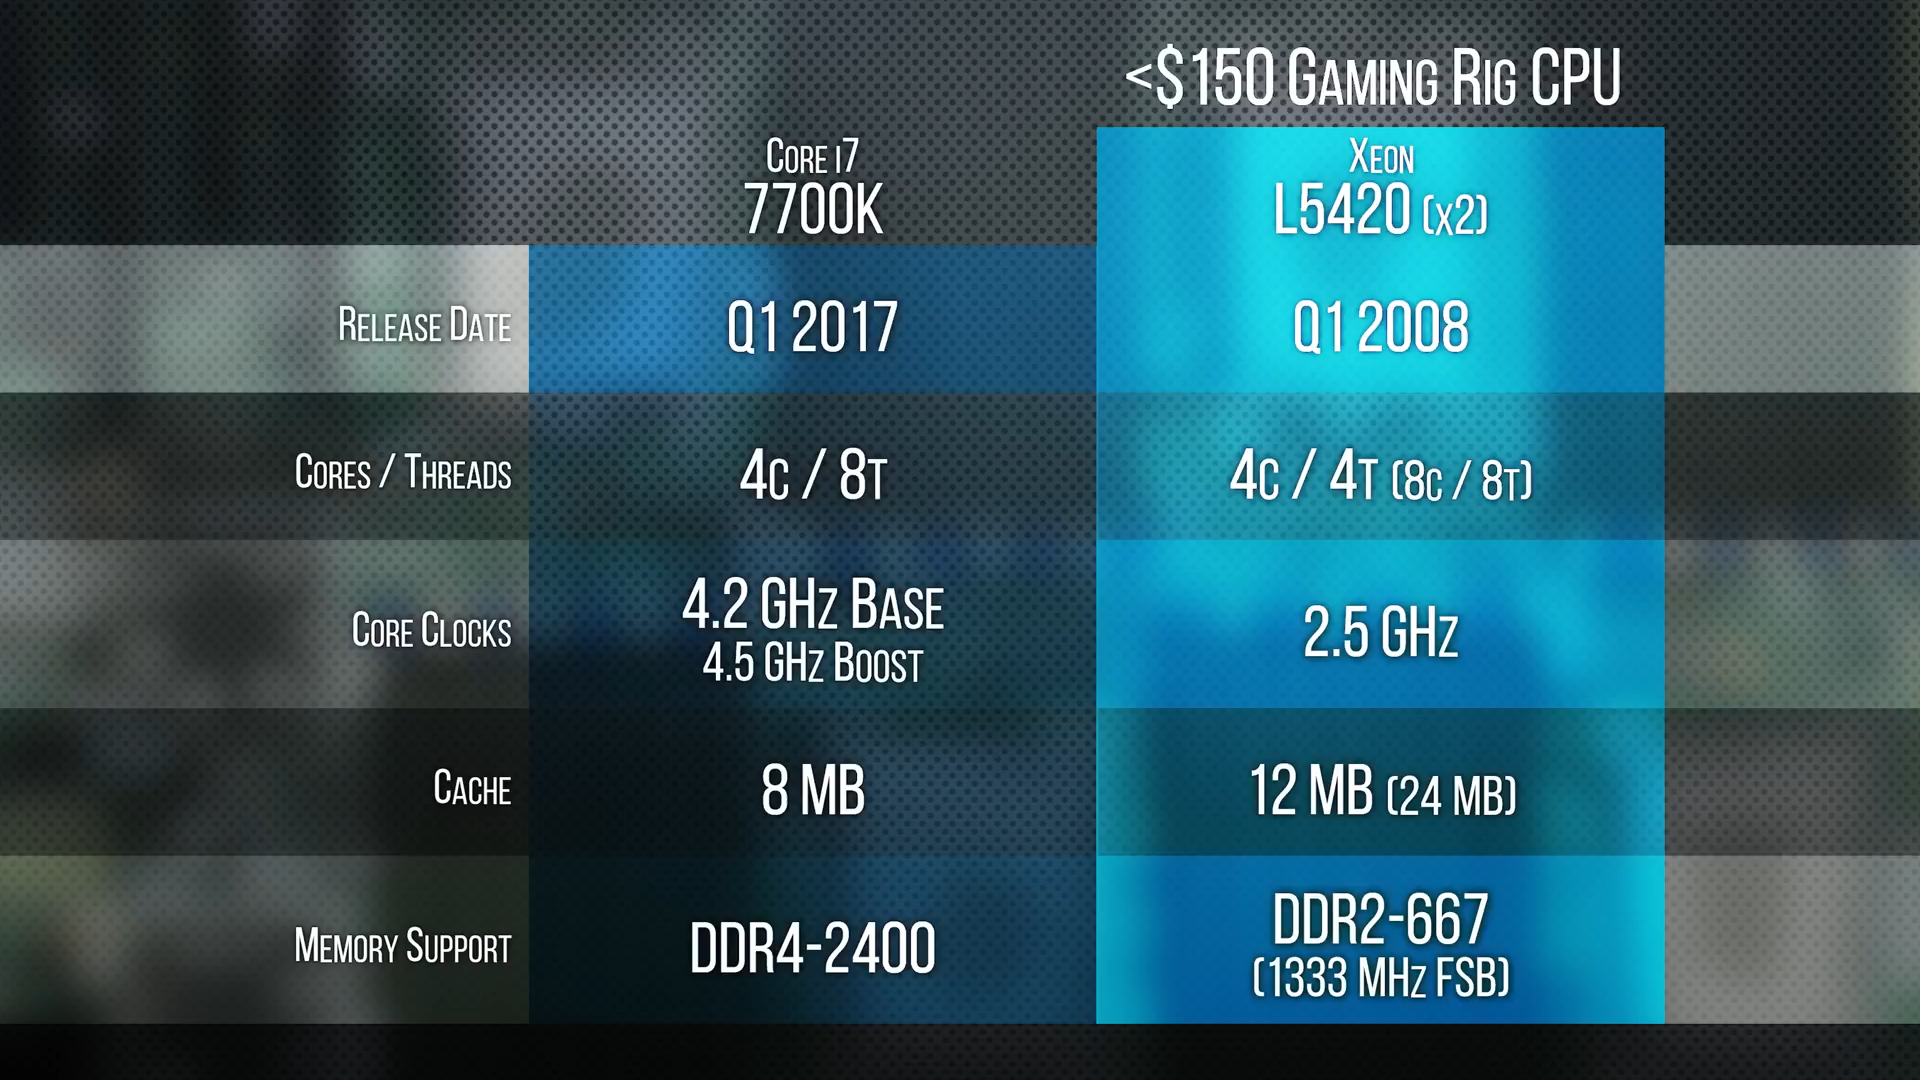 <$150 Gaming Rig CPU
Core i7
7700K
Xeon
L5420 (x2)
Release Date
Q1 2017
Q1 2008
Cores / Threads
4c / 8t
4c / 4t (8c / 8t)
Core Clocks
4.2 GHz Base
4.5 GHz Boost
2.5 GHz
Cache
8 MB
12 MB (24 MB)
Memory Support
DDR4-2400
DDR2-667
(1333 MHz FSB)